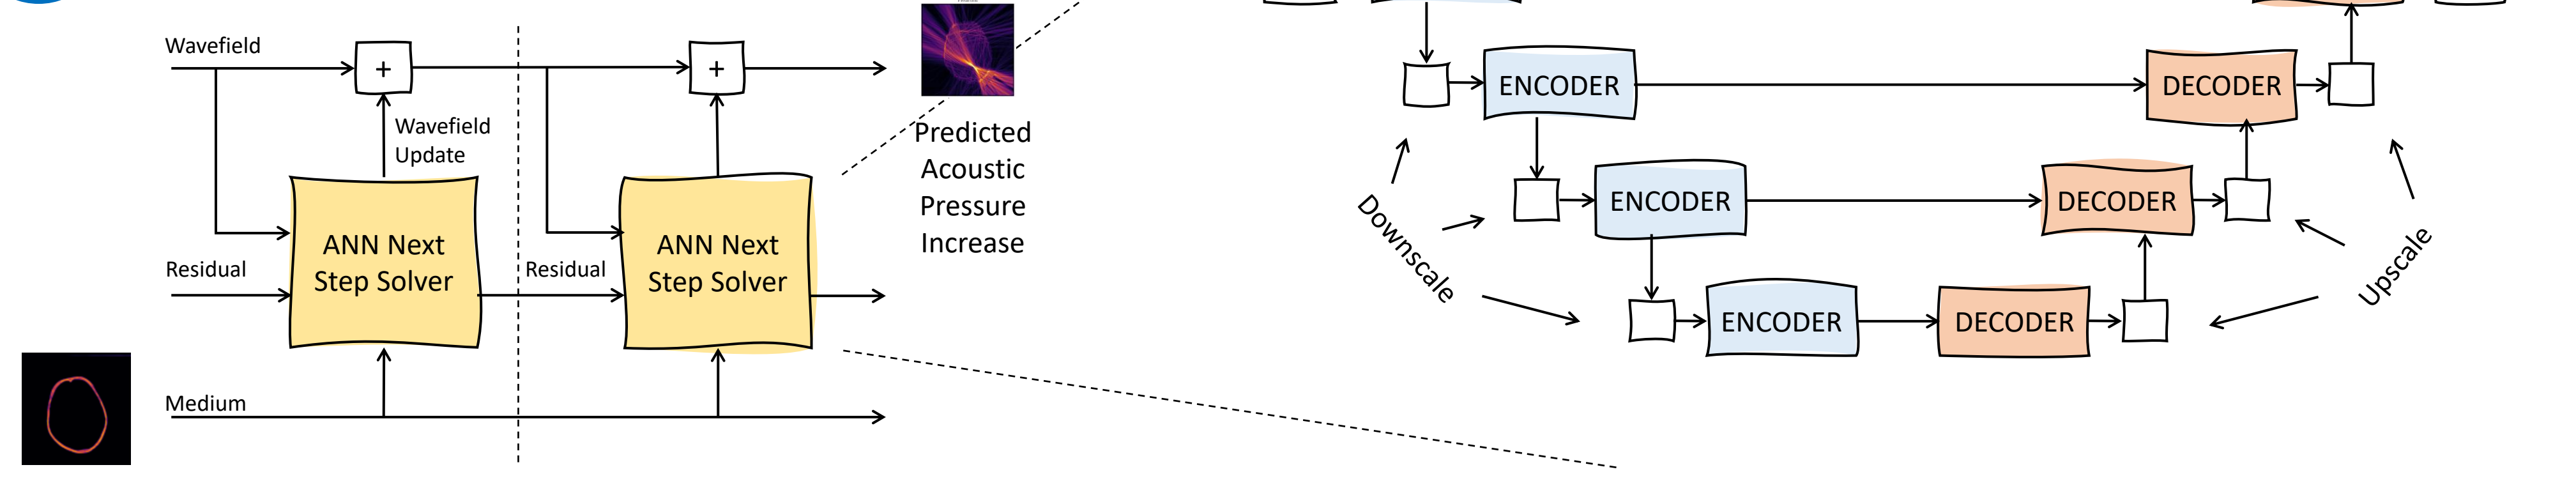 Wavefield
+
+
Wavefield
Update
ANN Next
Step Solver
ANN Next
Step Solver
Residual
Residual
Medium
Predicted
Acoustic
Pressure
Increase
ENCODER
DECODER
ENCODER
DECODER
ENCODER
DECODER
Downscale
Upscale